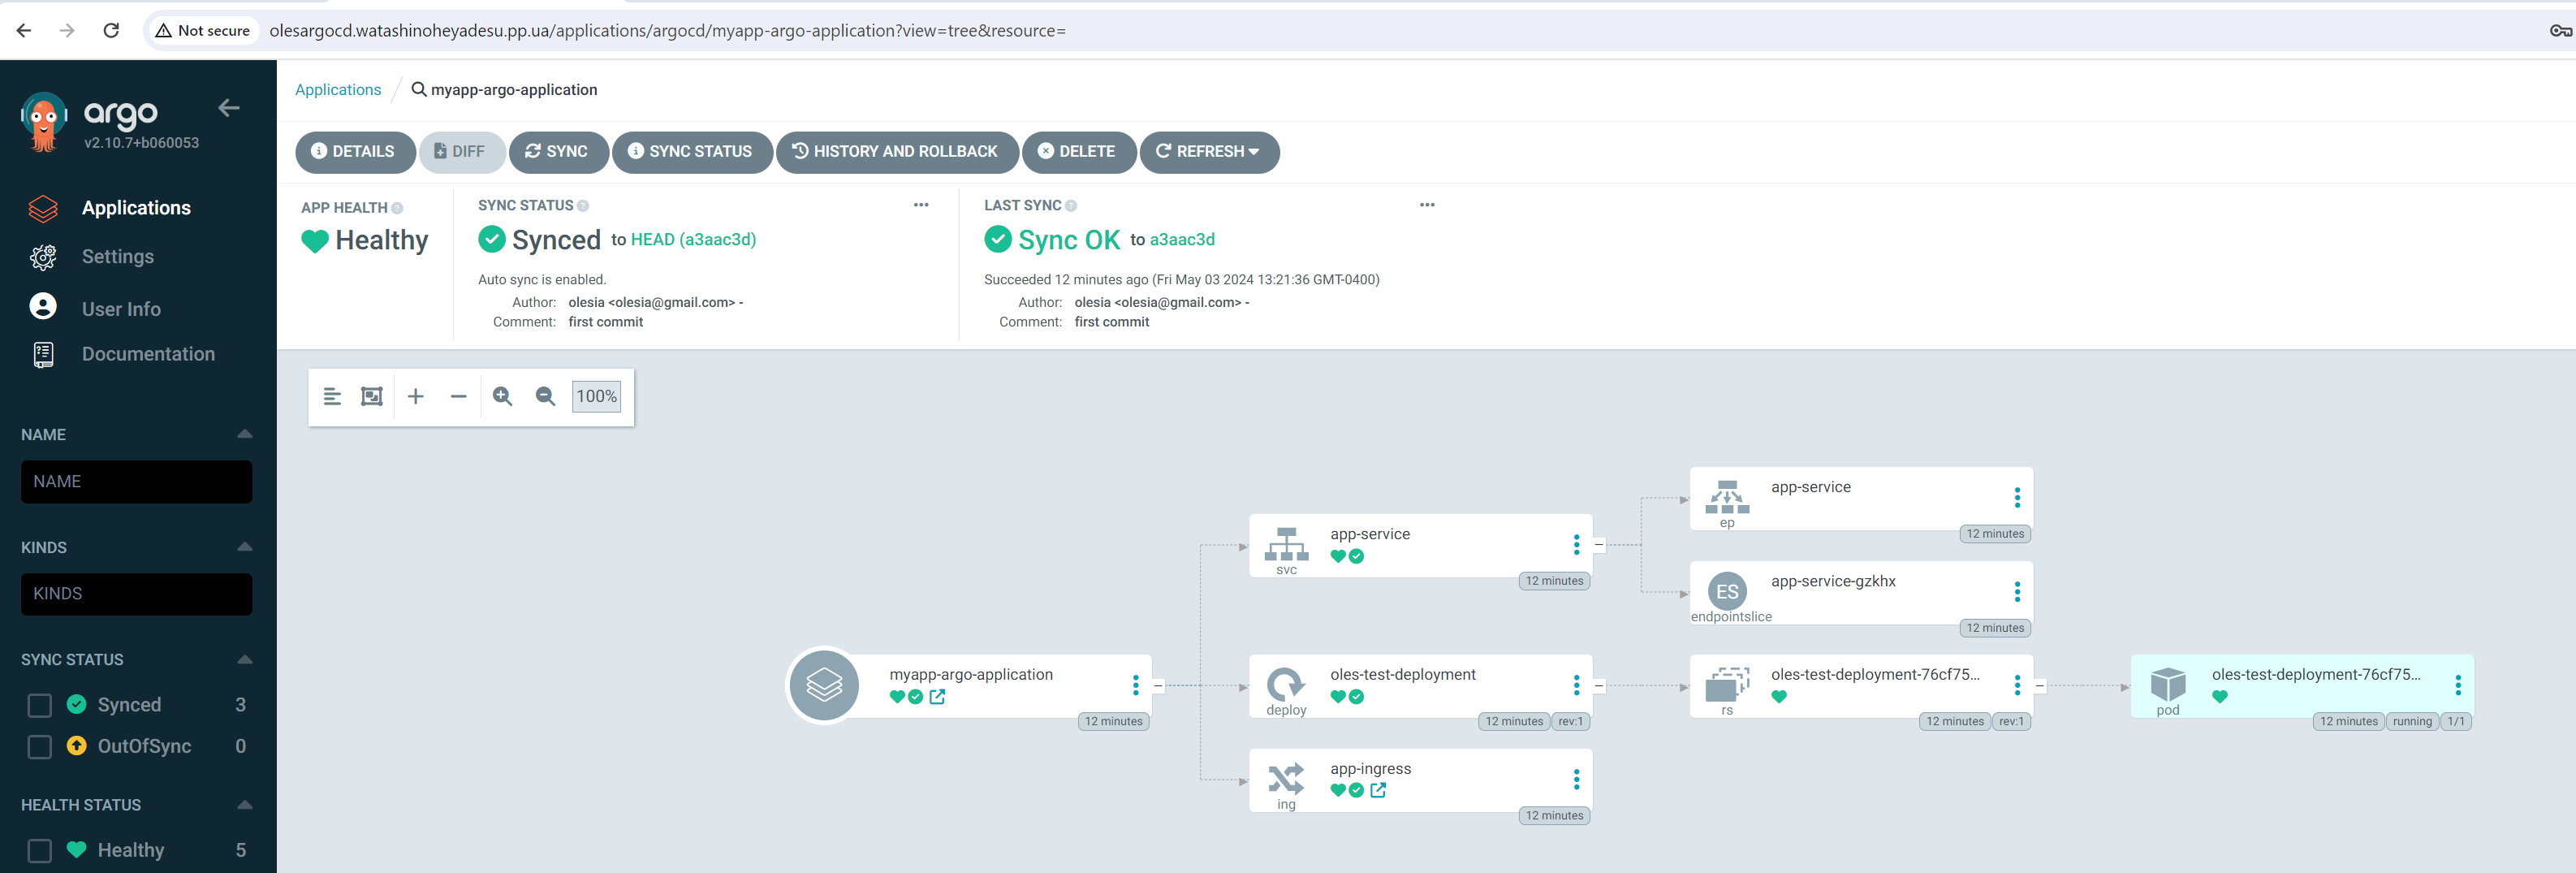 Not secure olesargocd.watashinoheyadesu.pp.ua/applications/argocd/myapp-argo-application?view=tree&resource=
argo
v2.10.7+b060053
Applications
Settings
User Info
Documentation
NAME
NAME
KINDS
KINDS
SYNC STATUS
Synced 3
OutOfSync 0
HEALTH STATUS
Healthy 5
Applications / myapp-argo-application
DETAILS DIFF SYNC SYNC STATUS HISTORY AND ROLLBACK DELETE REFRESH
APP HEALTH
Healthy
SYNC STATUS
Synced to HEAD (a3aac3d)
Auto sync is enabled.
Author: olesia <olesia@gmail.com> -
Comment: first commit
LAST SYNC
Sync OK to a3aac3d
Succeeded 12 minutes ago (Fri May 03 2024 13:21:36 GMT-0400)
Author: olesia <olesia@gmail.com> -
Comment: first commit
100%
myapp-argo-application
12 minutes
app-service
svc
12 minutes
oles-test-deployment
deploy
12 minutes rev:1
app-ingress
ing
12 minutes
app-service
ep
12 minutes
ES
app-service-gzkhx
endpointslice
12 minutes
oles-test-deployment-76cf75...
rs
12 minutes rev:1
oles-test-deployment-76cf75...
pod
12 minutes running 1/1